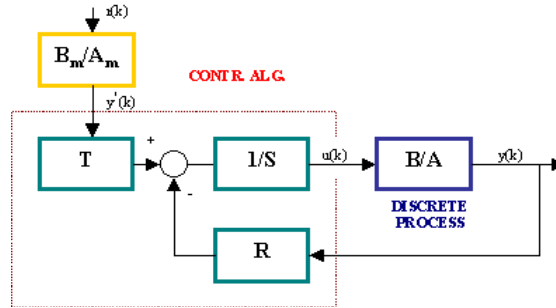 r(k)
Bm/Am
CONTR. ALG.
y'(k)
+
T
1/S
u(k)
B/A
y(k)
-
DISCRETE
PROCESS
R